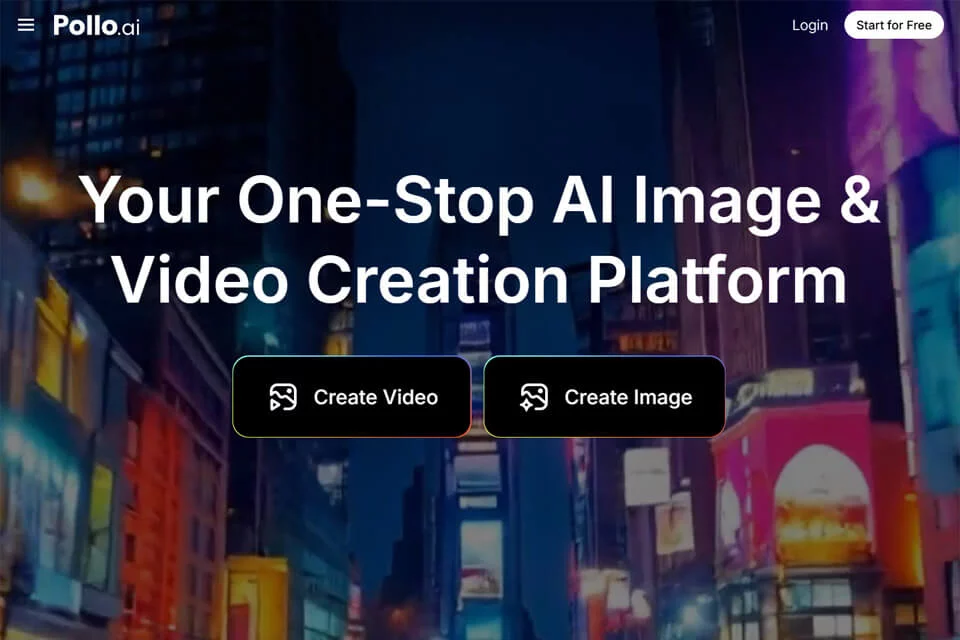 Pollo.ai
Login
Start for Free
Your One-Stop AI Image &
Video Creation Platform
Create Video
Create Image